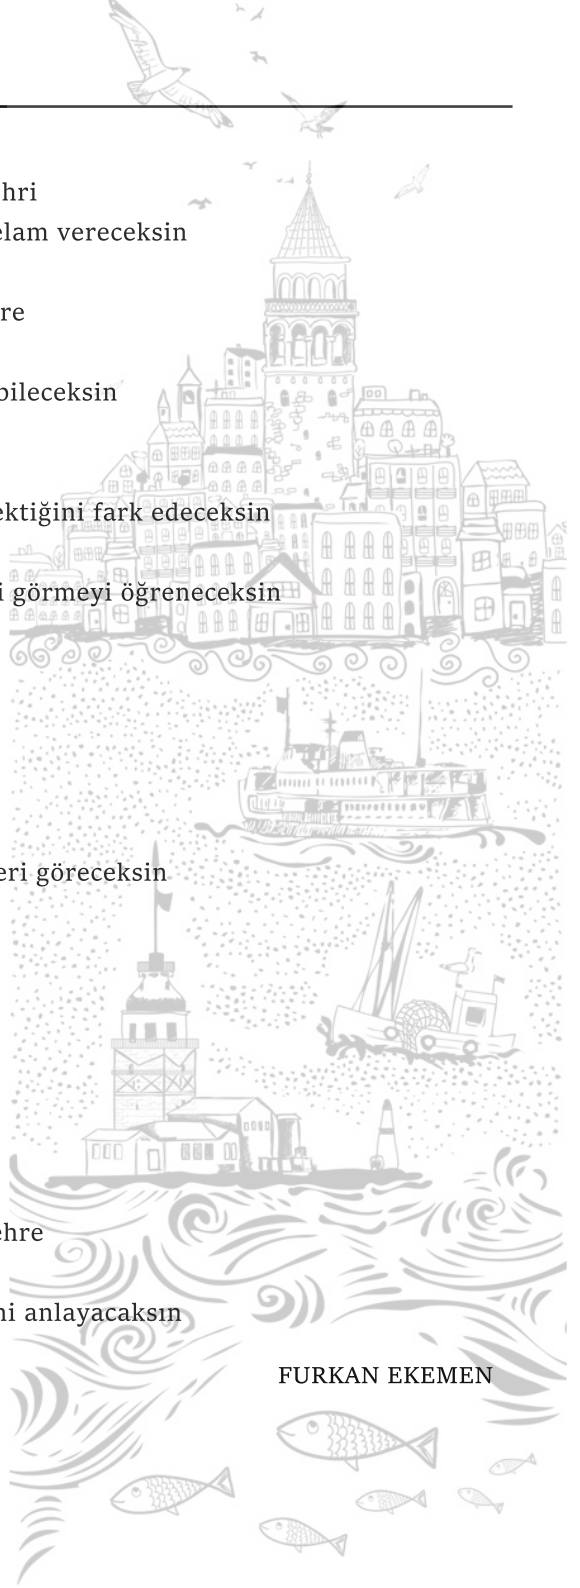 hri
elam vereceksin
re
bileceksin
ektiğini fark edeceksin
i görmeyi öğreneceksin
eri göreceksin
ehre
ni anlayacaksın
FURKAN EKEMEN